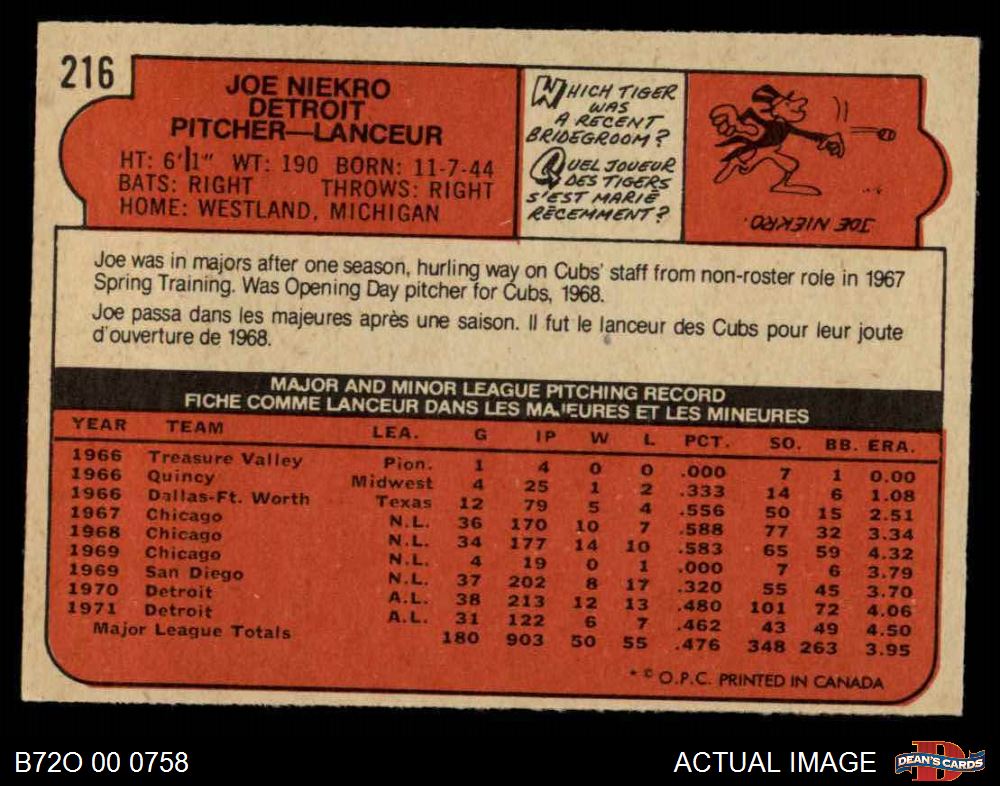 216
JOE NIEKRO
DETROIT
PITCHER—LANCEUR
HT: 6'1" WT: 190 BORN: 11-7-44
BATS: RIGHT THROWS: RIGHT
HOME: WESTLAND, MICHIGAN
WHICH TIGER
WAS
A RECENT
BRIDEGROOM?
QUEL JOUEUR
DES TIGERS
S'EST MARIÉ
RÉCEMMENT?
JOE NIEKRO.
Joe was in majors after one season, hurling way on Cubs' staff from non-roster role in 1967
Spring Training. Was Opening Day pitcher for Cubs, 1968.
Joe passa dans les majeures après une saison. Il fut le lanceur des Cubs pour leur joute
d'ouverture de 1968.
MAJOR AND MINOR LEAGUE PITCHING RECORD
FICHE COMME LANCEUR DANS LES MAJEURES ET LES MINEURES
YEAR TEAM LEA. G IP W L PCT. SO. BB. ERA.
1966 Treasure Valley Pion. 1 4 0 0 .000 7 1 0.00
1966 Quincy Midwest 4 25 1 2 .333 14 6 1.08
1966 Dallas-Ft. Worth Texas 12 79 5 4 .556 50 15 2.51
1967 Chicago N.L. 36 170 10 7 .588 77 32 3.34
1968 Chicago N.L. 34 177 14 10 .583 65 59 4.32
1969 Chicago N.L. 4 19 0 1 .000 7 6 3.79
1969 San Diego N.L. 37 202 8 17 .320 55 45 3.70
1970 Detroit A.L. 38 213 12 13 .480 101 72 4.06
1971 Detroit A.L. 31 122 6 7 .462 43 49 4.50
Major League Totals 180 903 50 55 .476 348 263 3.95
* © O.P.C. PRINTED IN CANADA
B72O 00 0758
ACTUAL IMAGE
DEAN'S CARDS